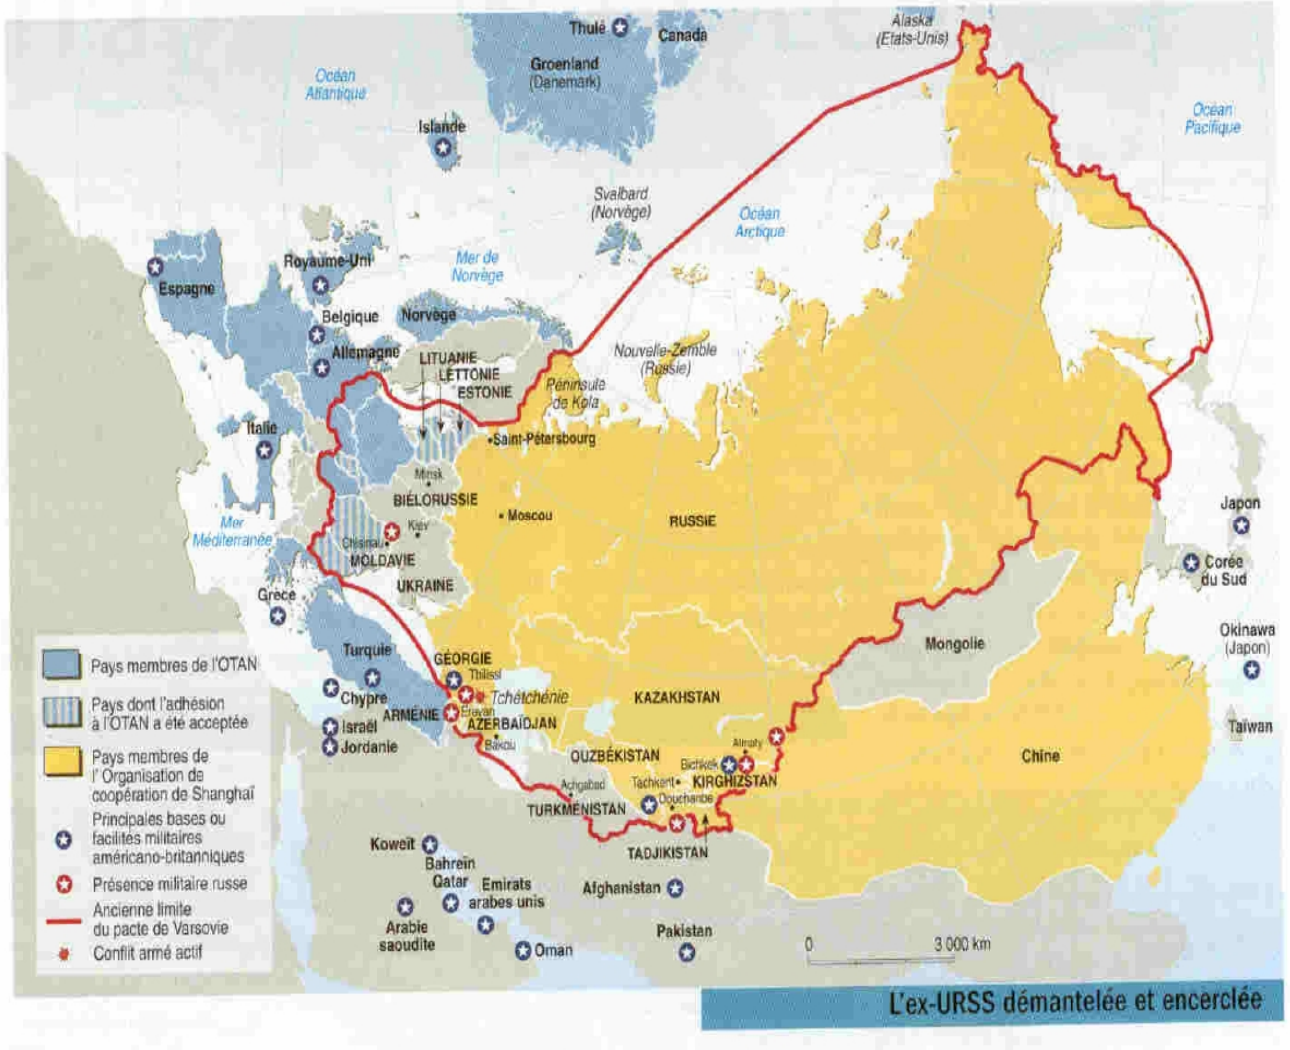 Thulé
Canada
Alaska
(Etats-Unis)
Groenland
(Danemark)
Océan
Atlantique
Océan
Pacifique
Islande
Svalbard
(Norvège)
Océan
Arctique
Royaume-Uni
Mer de
Norvège
Espagne
Belgique
Norvège
Allemagne
LITUANIE
LETTONIE
ESTONIE
Nouvelle-Zemble
(Russie)
Péninsule
de Kola
Italie
Saint-Pétersbourg
Minsk
BIÉLORUSSIE
Moscou
RUSSIE
Japon
Mer
Méditerranée
Kiev
Chisinau
MOLDAVIE
Corée
du Sud
UKRAINE
Grèce
Okinawa
(Japon)
Mongolie
Turquie
GÉORGIE
Tbilissi
Tchétchénie
KAZAKHSTAN
Chypre
ARMÉNIE
Erevan
AZERBAÏDJAN
Israël
Jordanie
Bakou
Taïwan
Almaty
OUZBÉKISTAN
Chine
Bichkek
KIRGHIZSTAN
Tachkent
Achgabad
Douchanbe
TURKMÉNISTAN
TADJIKISTAN
Koweït
Bahreïn
Qatar
Emirats
arabes unis
Afghanistan
Arabie
saoudite
Oman
Pakistan
0 3 000 km
Pays membres de l'OTAN
Pays dont l'adhésion
à l'OTAN a été acceptée
Pays membres de
l'Organisation de
coopération de Shanghaï
Principales bases ou
facilités militaires
américano-britanniques
Présence militaire russe
Ancienne limite
du pacte de Varsovie
Conflit armé actif
L'ex-URSS démantelée et encerclée